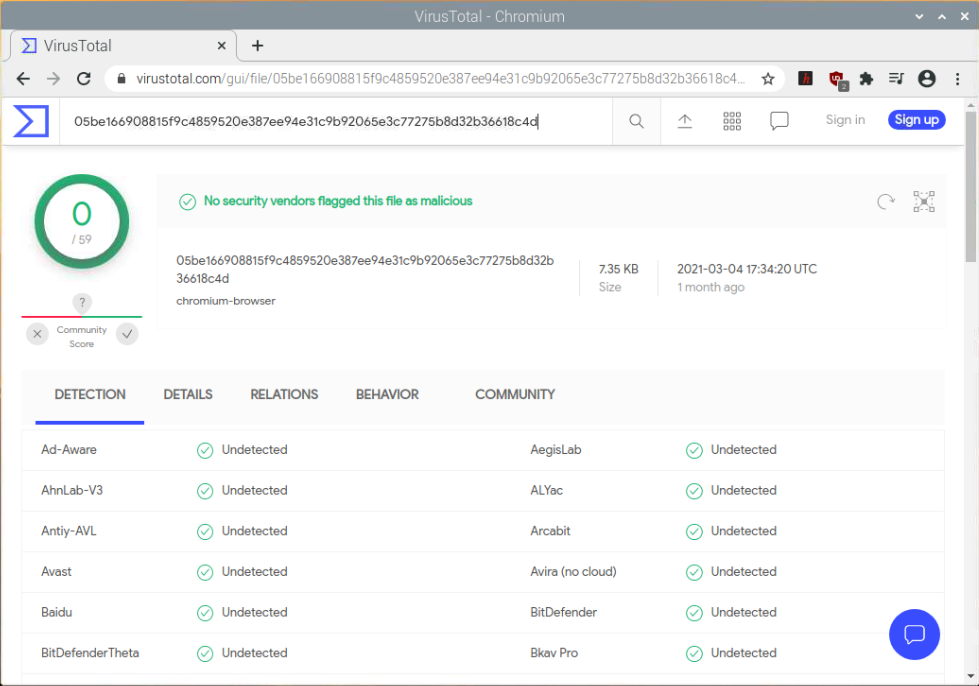 VirusTotal - Chromium
VirusTotal
virustotal.com/gui/file/05be166908815f9c4859520e387ee94e31c9b92065e3c77275b8d32b36618c4...
2
05be166908815f9c4859520e387ee94e31c9b92065e3c77275b8d32b36618c4d
Sign in
Sign up
0
/ 59
No security vendors flagged this file as malicious
05be166908815f9c4859520e387ee94e31c9b92065e3c77275b8d32b
36618c4d
chromium-browser
7.35 KB
Size
2021-03-04 17:34:20 UTC
1 month ago
?
Community
Score
DETECTION DETAILS RELATIONS BEHAVIOR COMMUNITY
Ad-Aware Undetected AegisLab Undetected
AhnLab-V3 Undetected ALYac Undetected
Antiy-AVL Undetected Arcabit Undetected
Avast Undetected Avira (no cloud) Undetected
Baidu Undetected BitDefender Undetected
BitDefenderTheta Undetected Bkav Pro Undetected